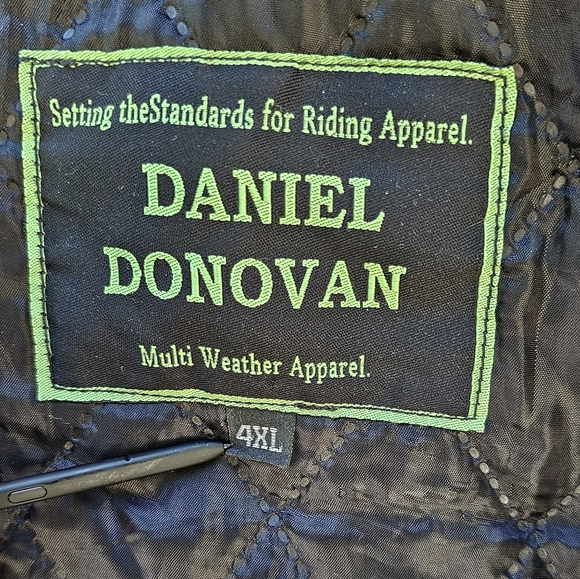 Setting theStandards for Riding Apparel.
DANIEL
DONOVAN
Multi Weather Apparel.
4XL